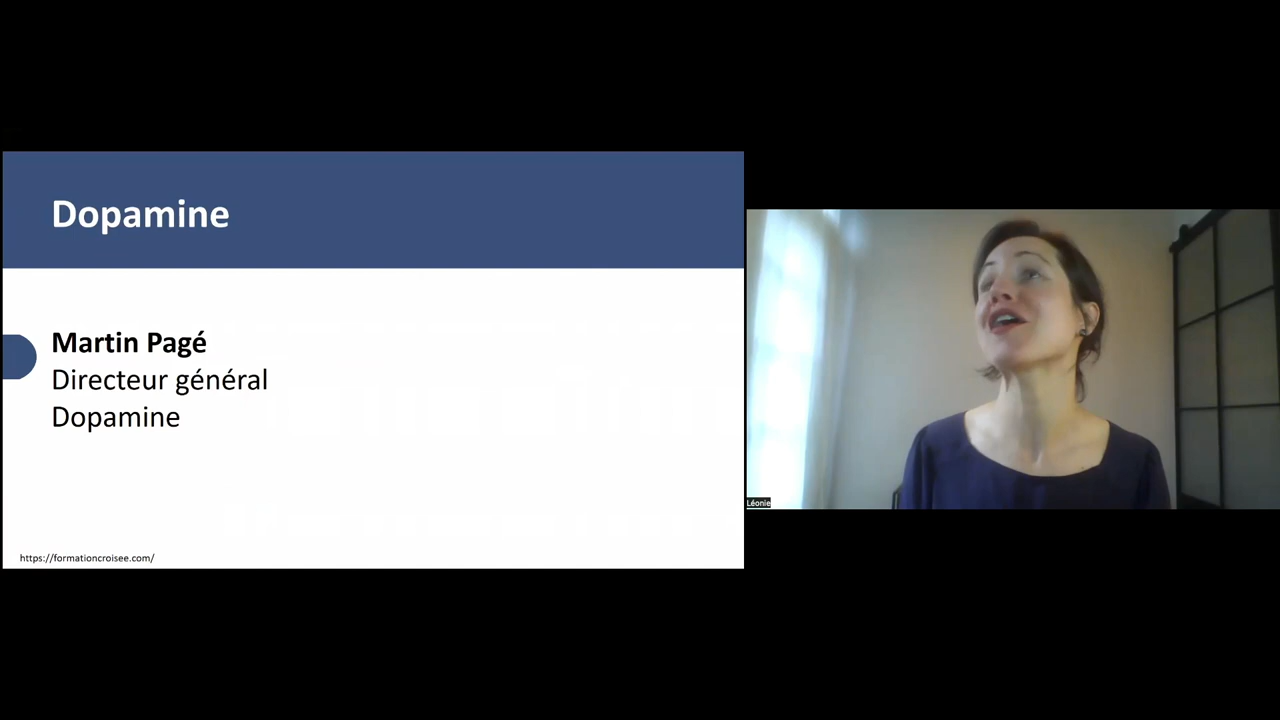 Dopamine
Martin Pagé
Directeur général
Dopamine
https://formationcroisee.com/
Léonie